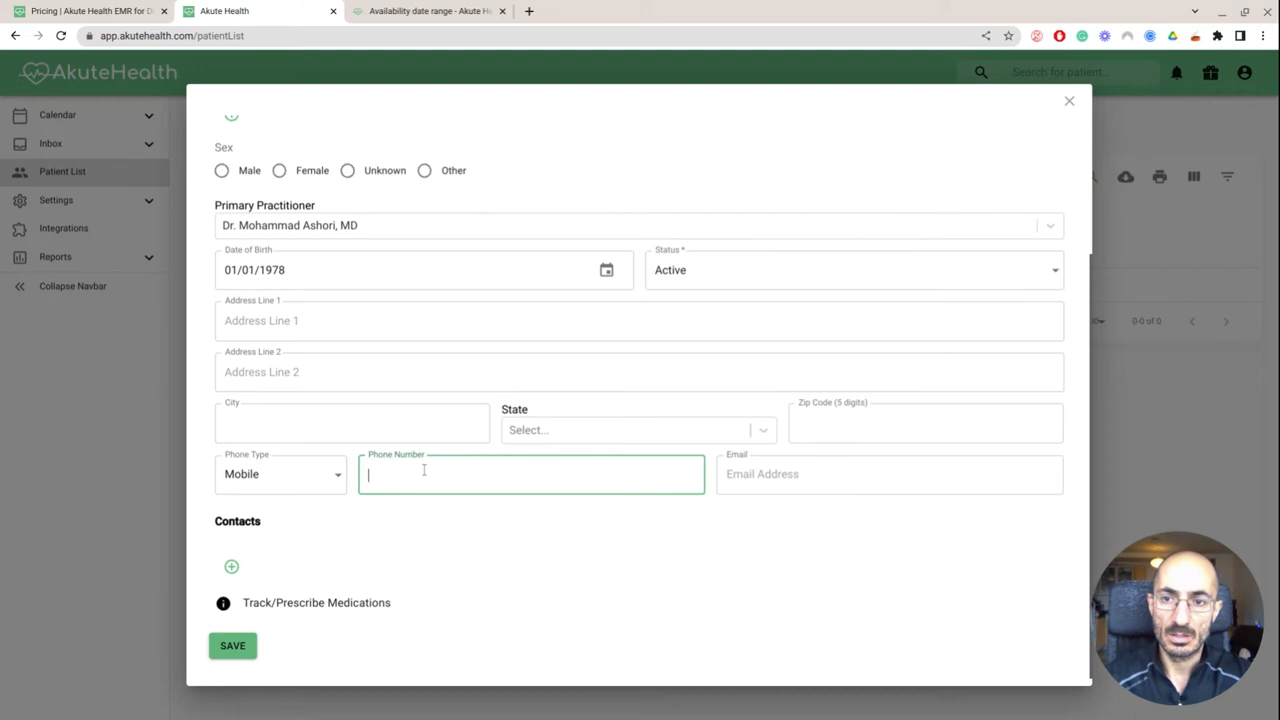 Pricing | Akute Health EMR for Di
Akute Health
Availability date range - Akute He
app.akutehealth.com/patientList
AkuteHealth
Search for patient...
Calendar
Inbox
Patient List
Settings
Integrations
Reports
Collapse Navbar
Sex
Male Female Unknown Other
Primary Practitioner
Dr. Mohammad Ashori, MD
Date of Birth
01/01/1978
Status *
Active
Address Line 1
Address Line 1
Address Line 2
Address Line 2
City
State
Select...
Zip Code (5 digits)
Phone Type
Mobile
Phone Number
Email
Email Address
Contacts
Track/Prescribe Medications
SAVE
0-0 of 0